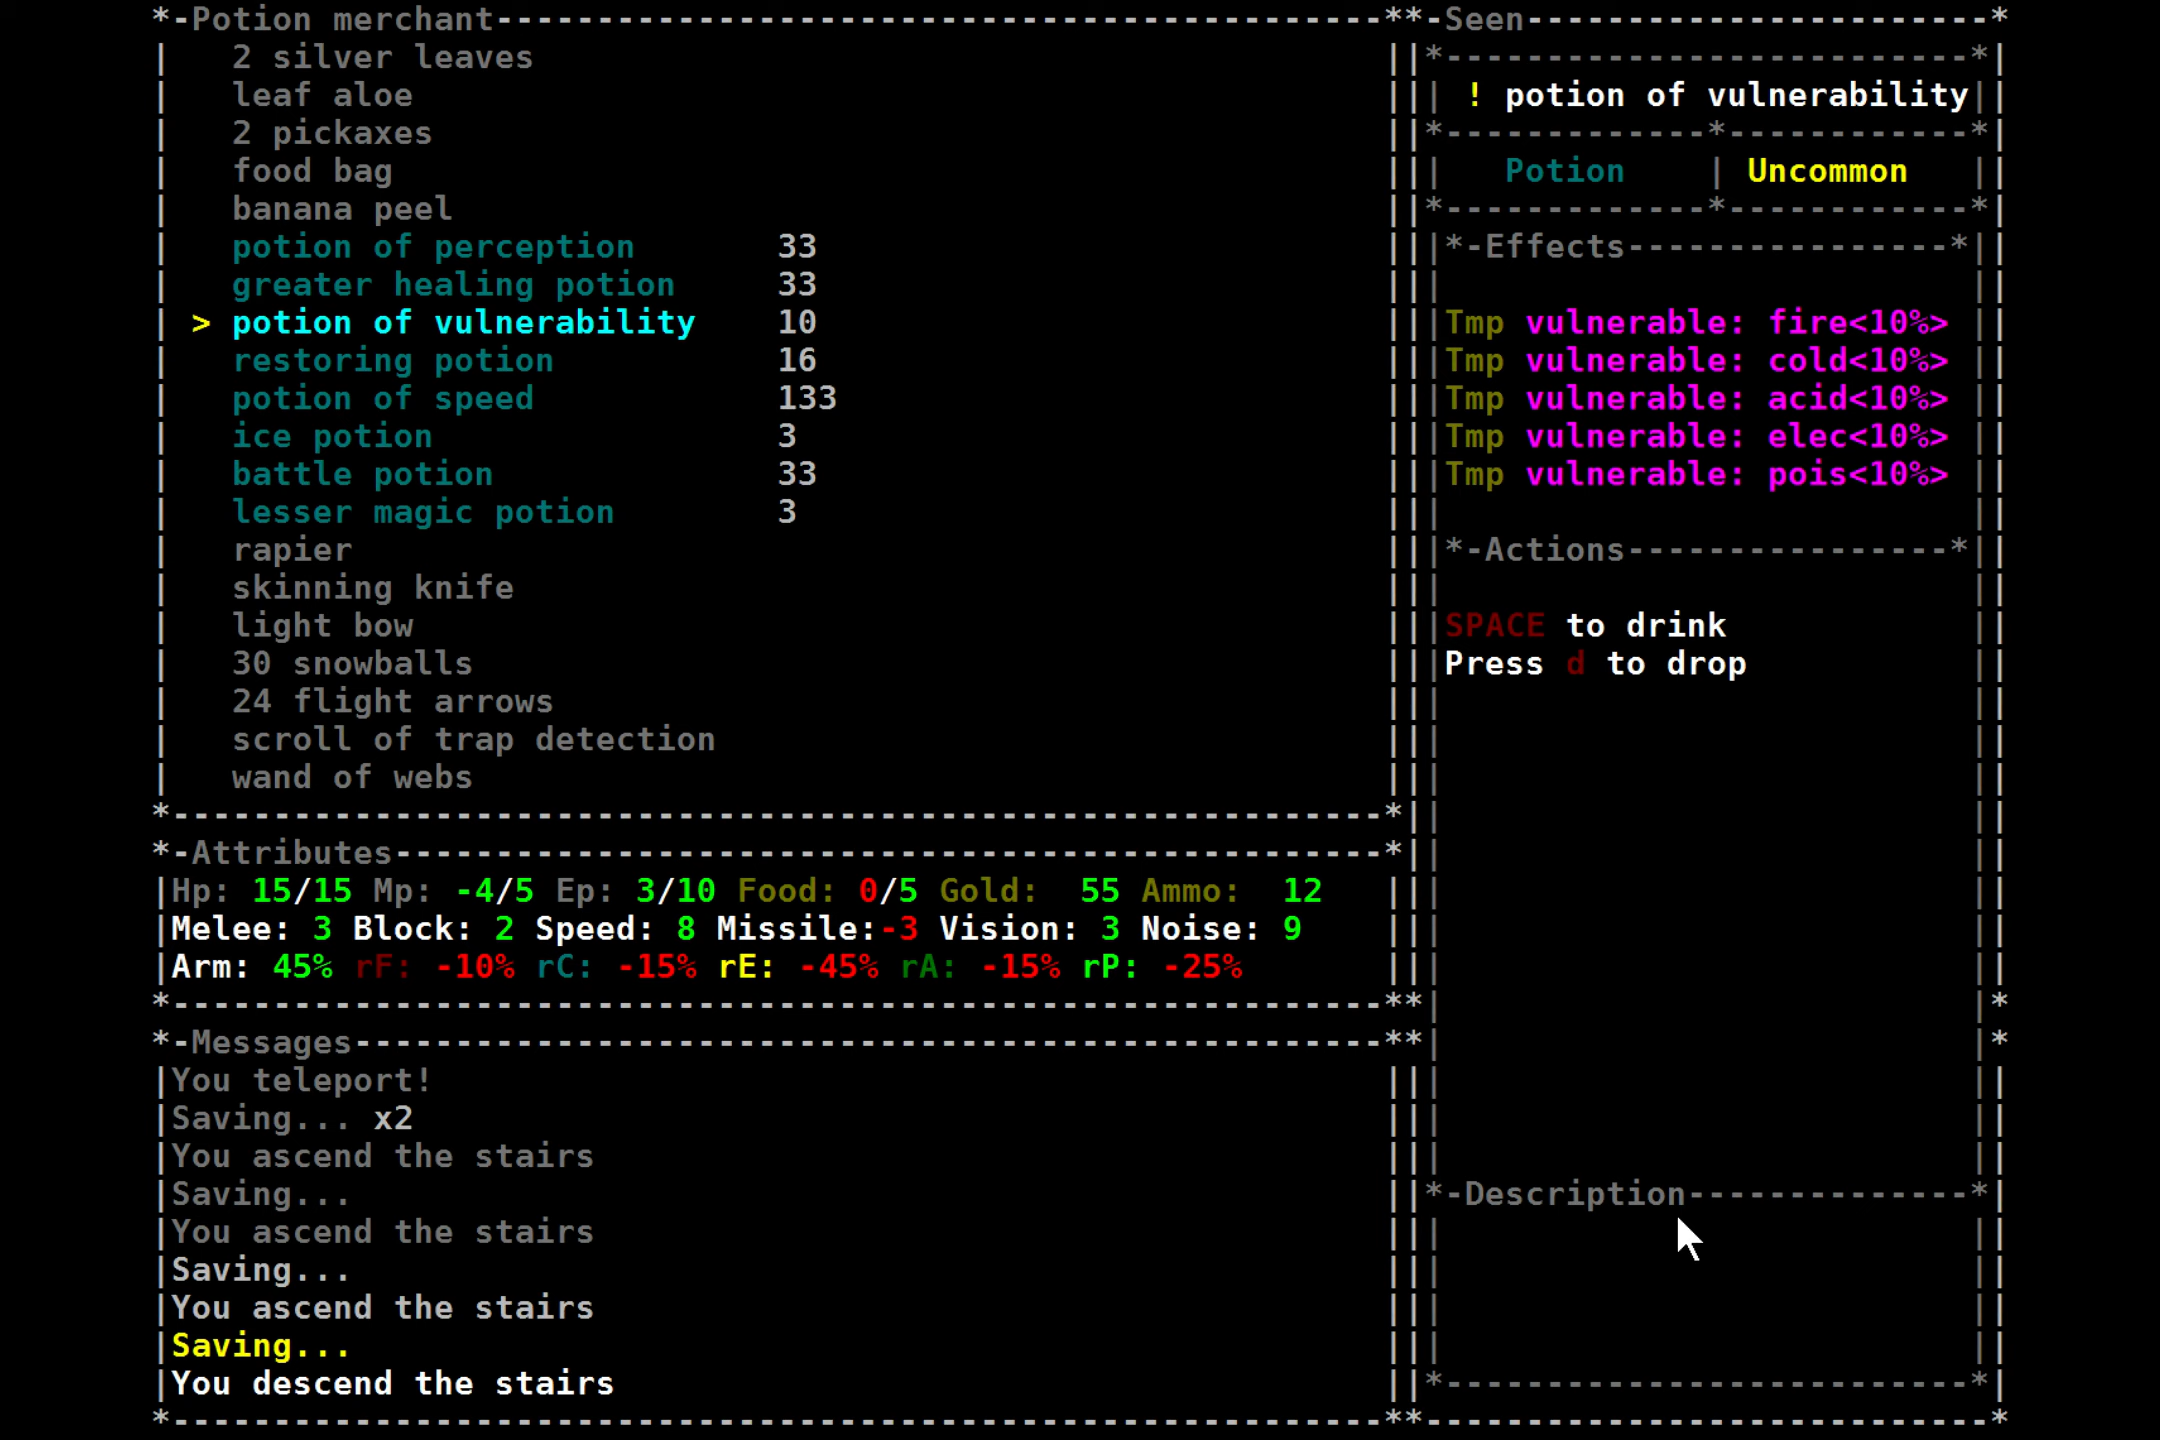 Potion merchant
2 silver leaves
leaf aloe
2 pickaxes
food bag
banana peel
potion of perception 33
greater healing potion 33
> potion of vulnerability 10
restoring potion 16
potion of speed 133
ice potion 3
battle potion 33
lesser magic potion 3
rapier
skinning knife
light bow
30 snowballs
24 flight arrows
scroll of trap detection
wand of webs
Attributes
Hp: 15/15 Mp: -4/5 Ep: 3/10 Food: 0/5 Gold: 55 Ammo: 12
Melee: 3 Block: 2 Speed: 8 Missile:-3 Vision: 3 Noise: 9
Arm: 45% rF: -10% rC: -15% rE: -45% rA: -15% rP: -25%
Messages
You teleport!
Saving... x2
You ascend the stairs
Saving...
You ascend the stairs
Saving...
You ascend the stairs
Saving...
You descend the stairs
Seen
! potion of vulnerability
Potion | Uncommon
Effects
Tmp vulnerable: fire<10%>
Tmp vulnerable: cold<10%>
Tmp vulnerable: acid<10%>
Tmp vulnerable: elec<10%>
Tmp vulnerable: pois<10%>
Actions
SPACE to drink
Press d to drop
Description